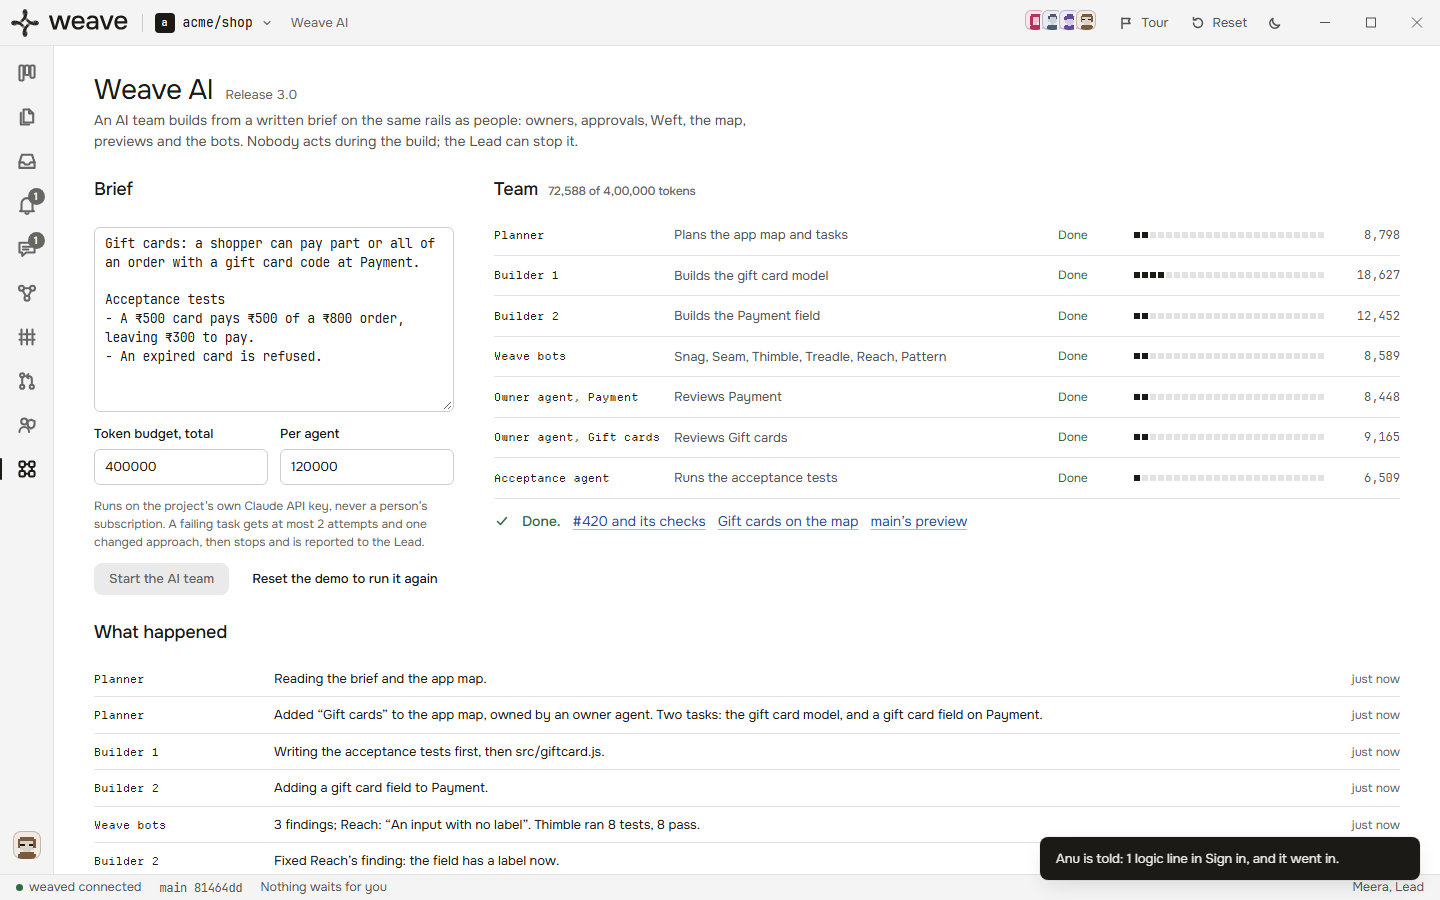 weave
a acme/shop
Weave AI
Tour
Reset
Weave AI Release 3.0
An AI team builds from a written brief on the same rails as people: owners, approvals, Weft, the map,
previews and the bots. Nobody acts during the build; the Lead can stop it.
1
1
Brief
Gift cards: a shopper can pay part or all of
an order with a gift card code at Payment.
Acceptance tests
- A ₹500 card pays ₹500 of a ₹800 order,
leaving ₹300 to pay.
- An expired card is refused.
Token budget, total
Per agent
400000
120000
Runs on the project’s own Claude API key, never a person’s
subscription. A failing task gets at most 2 attempts and one
changed approach, then stops and is reported to the Lead.
Start the AI team
Reset the demo to run it again
Team 72,588 of 4,00,000 tokens
Planner Plans the app map and tasks Done 8,798
Builder 1 Builds the gift card model Done 18,627
Builder 2 Builds the Payment field Done 12,452
Weave bots Snag, Seam, Thimble, Treadle, Reach, Pattern Done 8,589
Owner agent, Payment Reviews Payment Done 8,448
Owner agent, Gift cards Reviews Gift cards Done 9,165
Acceptance agent Runs the acceptance tests Done 6,509
Done. #420 and its checks Gift cards on the map main’s preview
What happened
Planner Reading the brief and the app map. just now
Planner Added “Gift cards” to the app map, owned by an owner agent. Two tasks: the gift card model, and a gift card field on Payment. just now
Builder 1 Writing the acceptance tests first, then src/giftcard.js. just now
Builder 2 Adding a gift card field to Payment. just now
Weave bots 3 findings; Reach: “An input with no label”. Thimble ran 8 tests, 8 pass. just now
Builder 2 Fixed Reach’s finding: the field has a label now.
Anu is told: 1 logic line in Sign in, and it went in.
weaved connected main 81464dd Nothing waits for you Meera, Lead